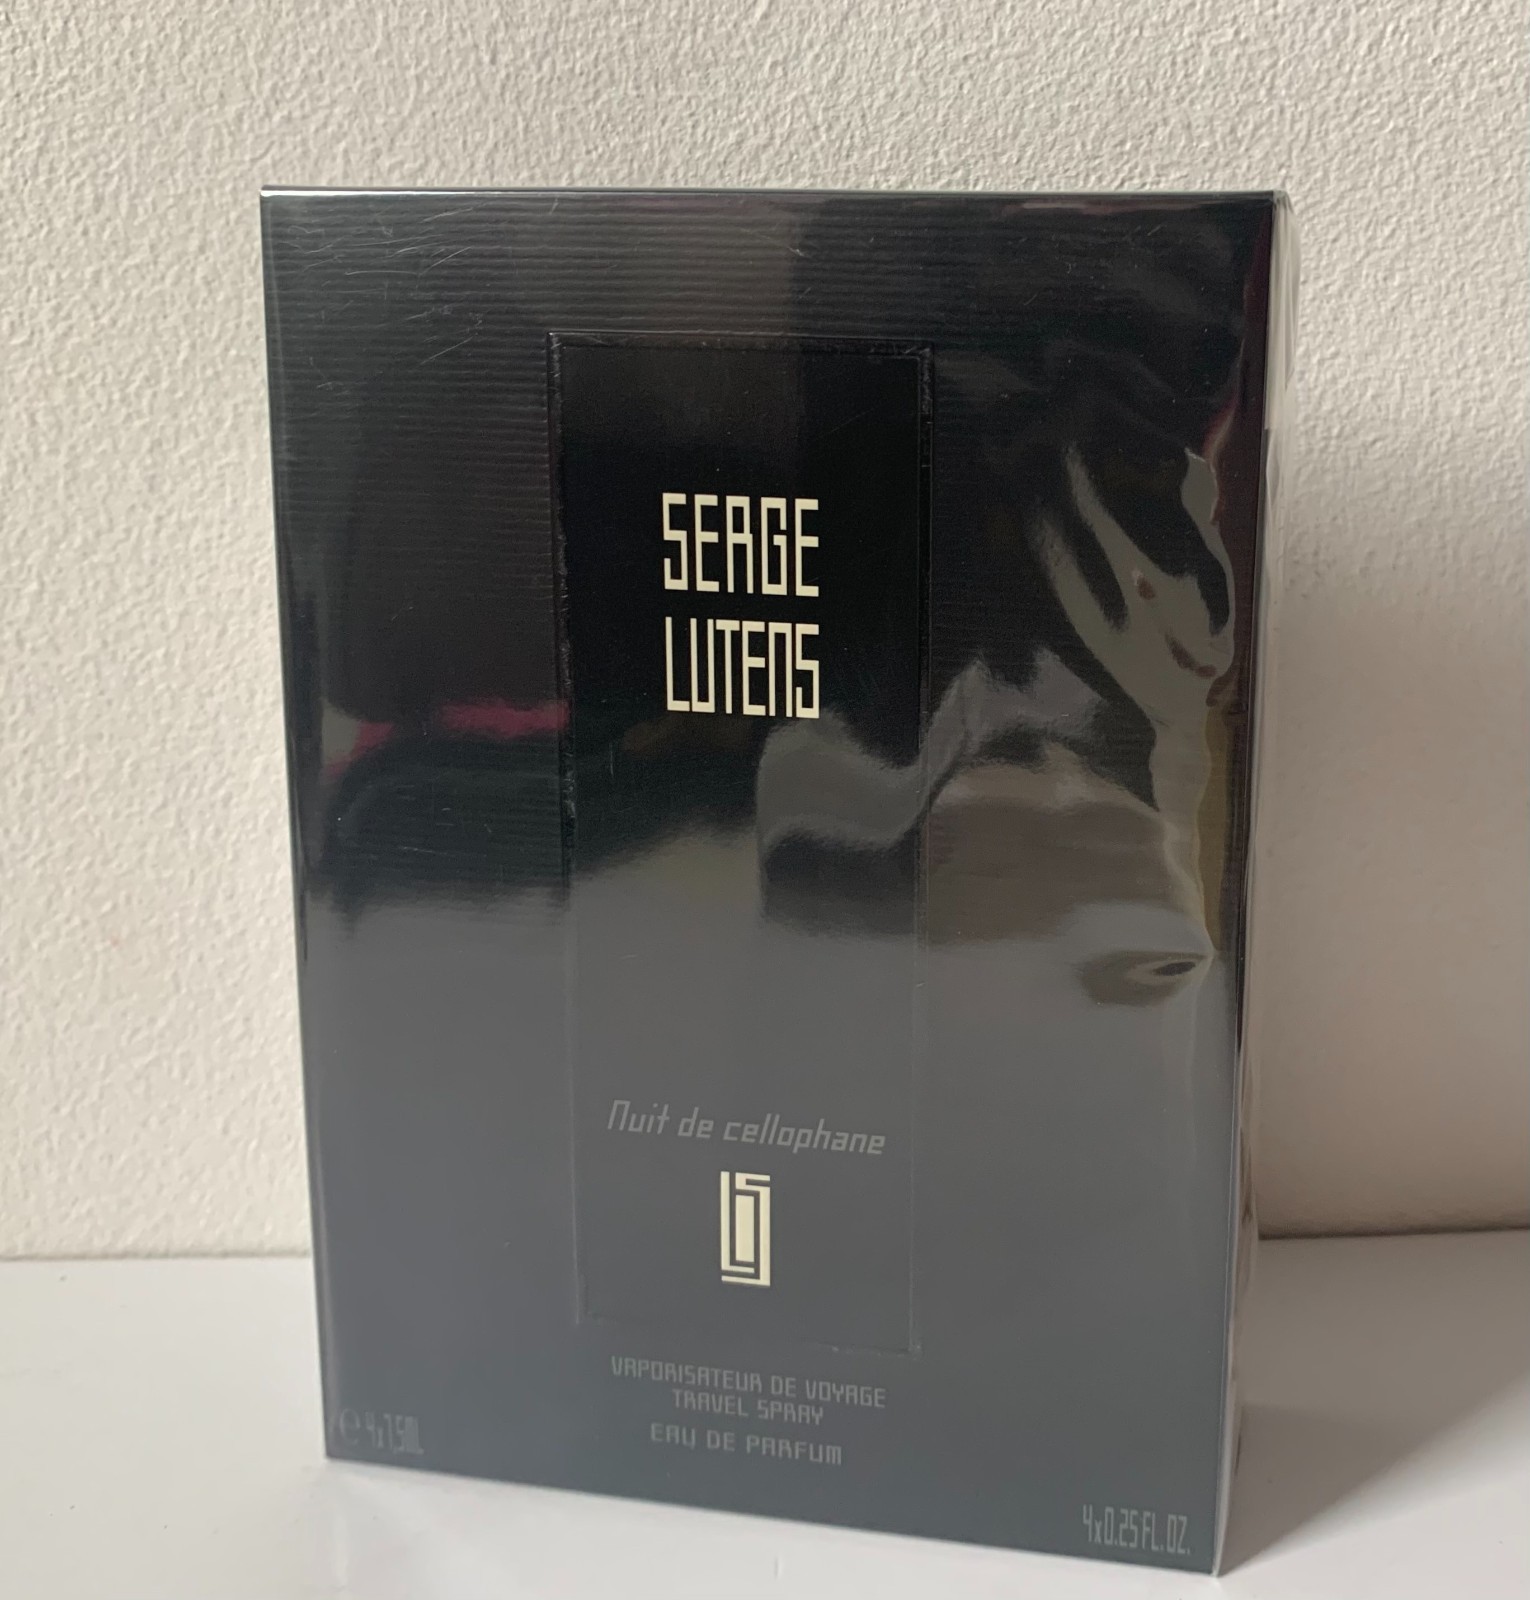 SERGE
LUTENS
Nuit de cellophane
VAPORISATEUR DE VOYAGE
TRAVEL SPRAY
EAU DE PARFUM
℮ 4x7,5mL
4x0.25 FL. OZ.